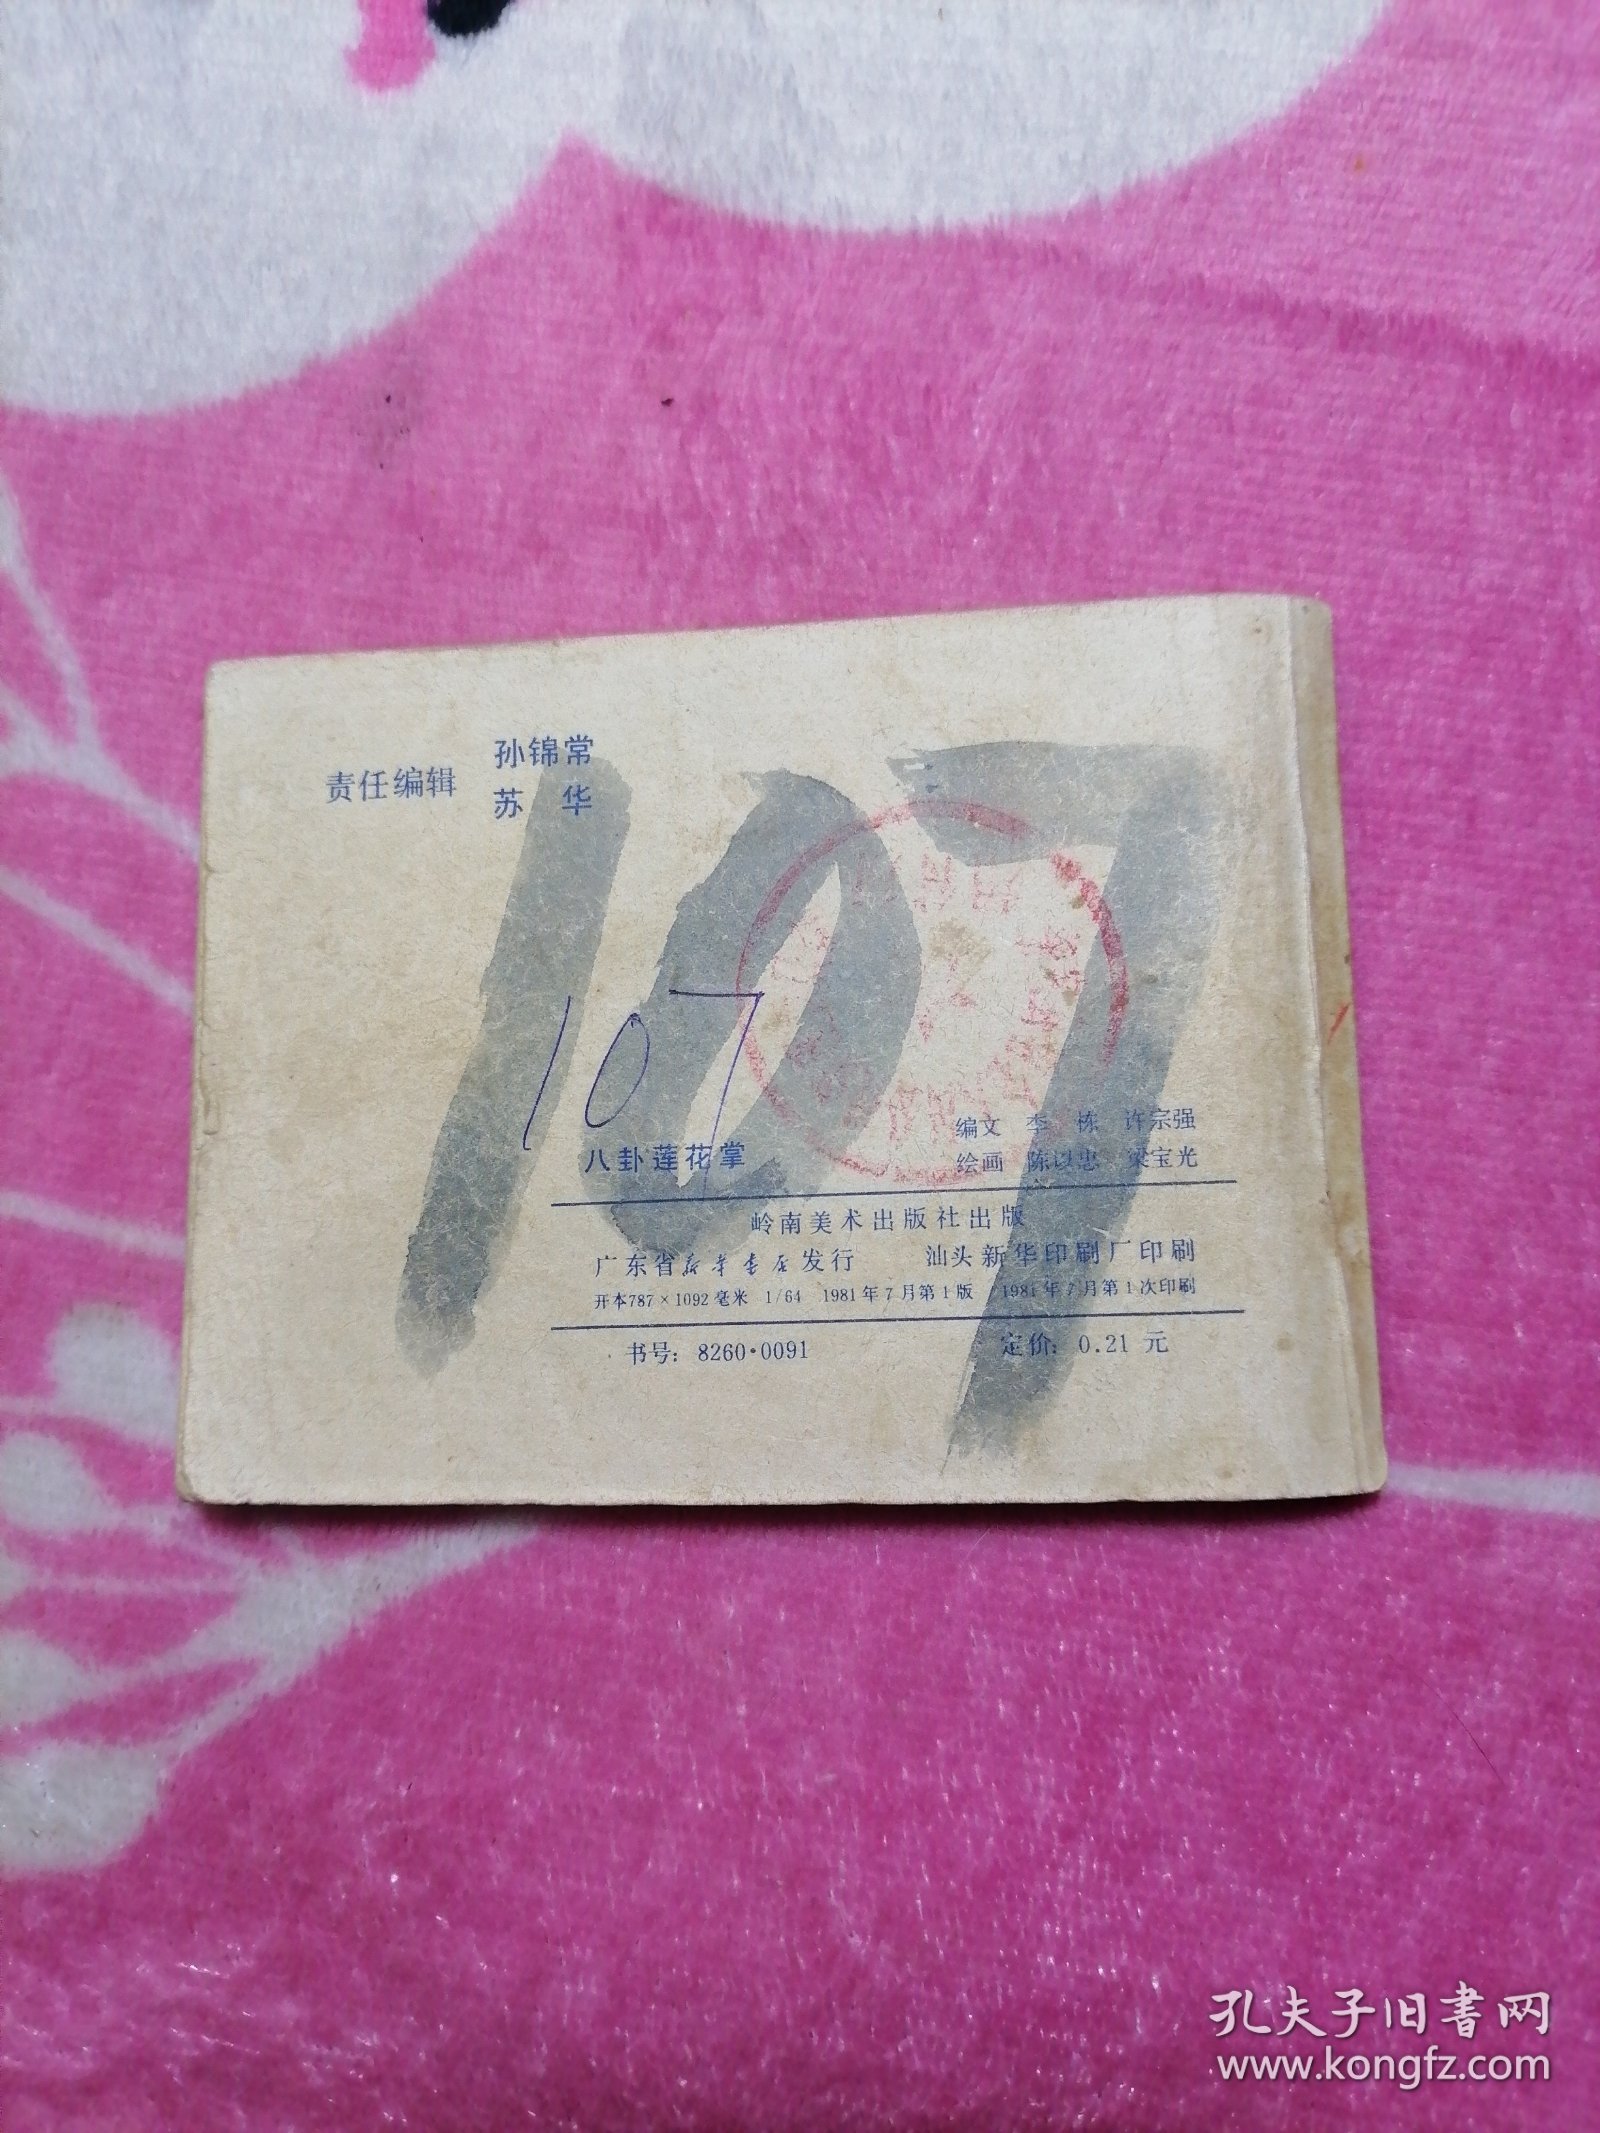 孙锦常
责任编辑
苏 华
107
107
八卦莲花掌
编文 李 栋 许宗强
绘画 陈以忠 梁宝光
岭南美术出版社出版
广东省新华书店发行 汕头新华印刷厂印刷
开本787×1092毫米 1/64 1981年7月第1版 1981年7月第1次印刷
书号：8260·0091 定价：0.21 元
孔夫子旧书网
www.kongfz.com